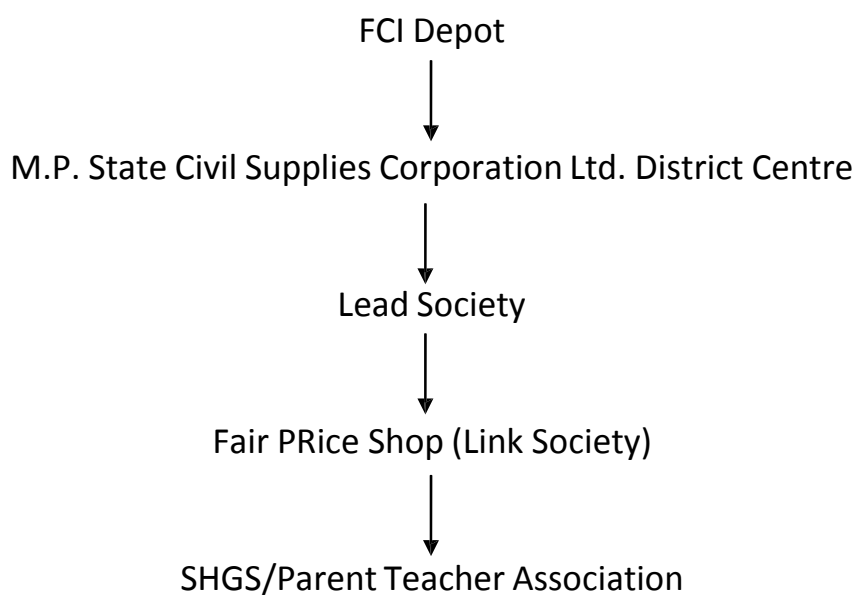 FCI Depot
M.P. State Civil Supplies Corporation Ltd. District Centre
Lead Society
Fair PRice Shop (Link Society)
SHGS/Parent Teacher Association